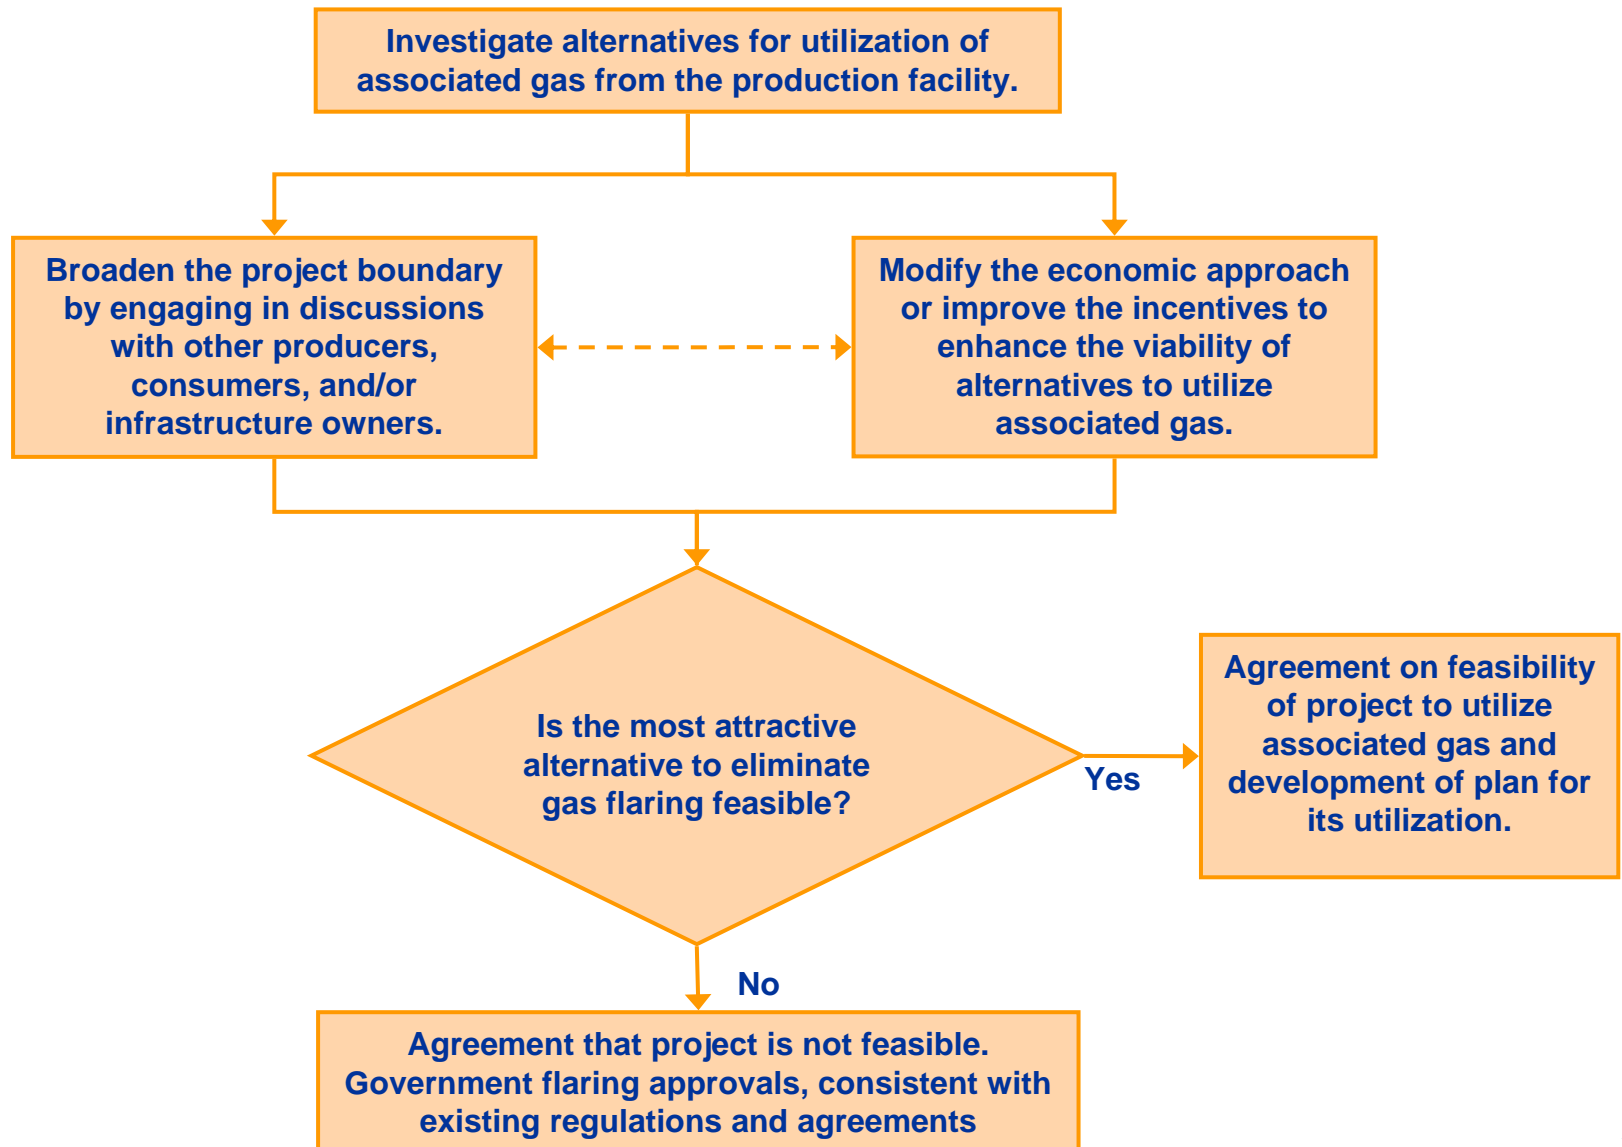 Investigate alternatives for utilization of
associated gas from the production facility.
Broaden the project boundary
by engaging in discussions
with other producers,
consumers, and/or
infrastructure owners.
Modify the economic approach
or improve the incentives to
enhance the viability of
alternatives to utilize
associated gas.
Is the most attractive
alternative to eliminate
gas flaring feasible?
Yes
Agreement on feasibility
of project to utilize
associated gas and
development of plan for
its utilization.
No
Agreement that project is not feasible.
Government flaring approvals, consistent with
existing regulations and agreements